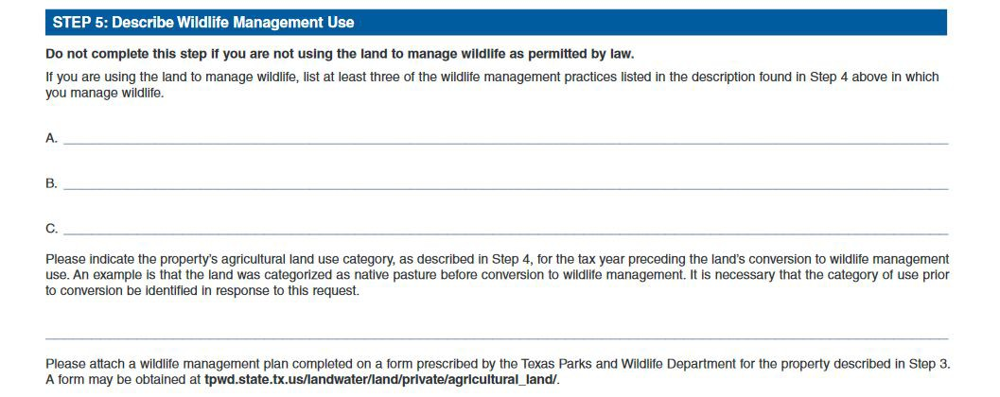 STEP 5: Describe Wildlife Management Use
Do not complete this step if you are not using the land to manage wildlife as permitted by law.
If you are using the land to manage wildlife, list at least three of the wildlife management practices listed in the description found in Step 4 above in which
you manage wildlife.
A.
B.
C.
Please indicate the property's agricultural land use category, as described in Step 4, for the tax year preceding the land's conversion to wildlife management
use. An example is that the land was categorized as native pasture before conversion to wildlife management. It is necessary that the category of use prior
to conversion be identified in response to this request.
Please attach a wildlife management plan completed on a form prescribed by the Texas Parks and Wildlife Department for the property described in Step 3.
A form may be obtained at tpwd.state.tx.us/landwater/land/private/agricultural_land/.